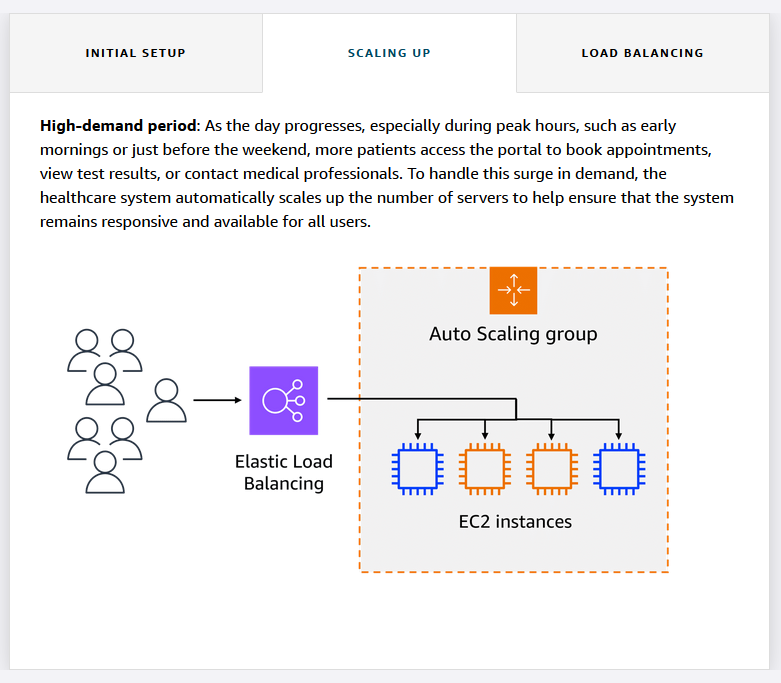 INITIAL SETUP
SCALING UP
LOAD BALANCING
High-demand period: As the day progresses, especially during peak hours, such as early
mornings or just before the weekend, more patients access the portal to book appointments,
view test results, or contact medical professionals. To handle this surge in demand, the
healthcare system automatically scales up the number of servers to help ensure that the system
remains responsive and available for all users.
Auto Scaling group
Elastic Load
Balancing
EC2 instances